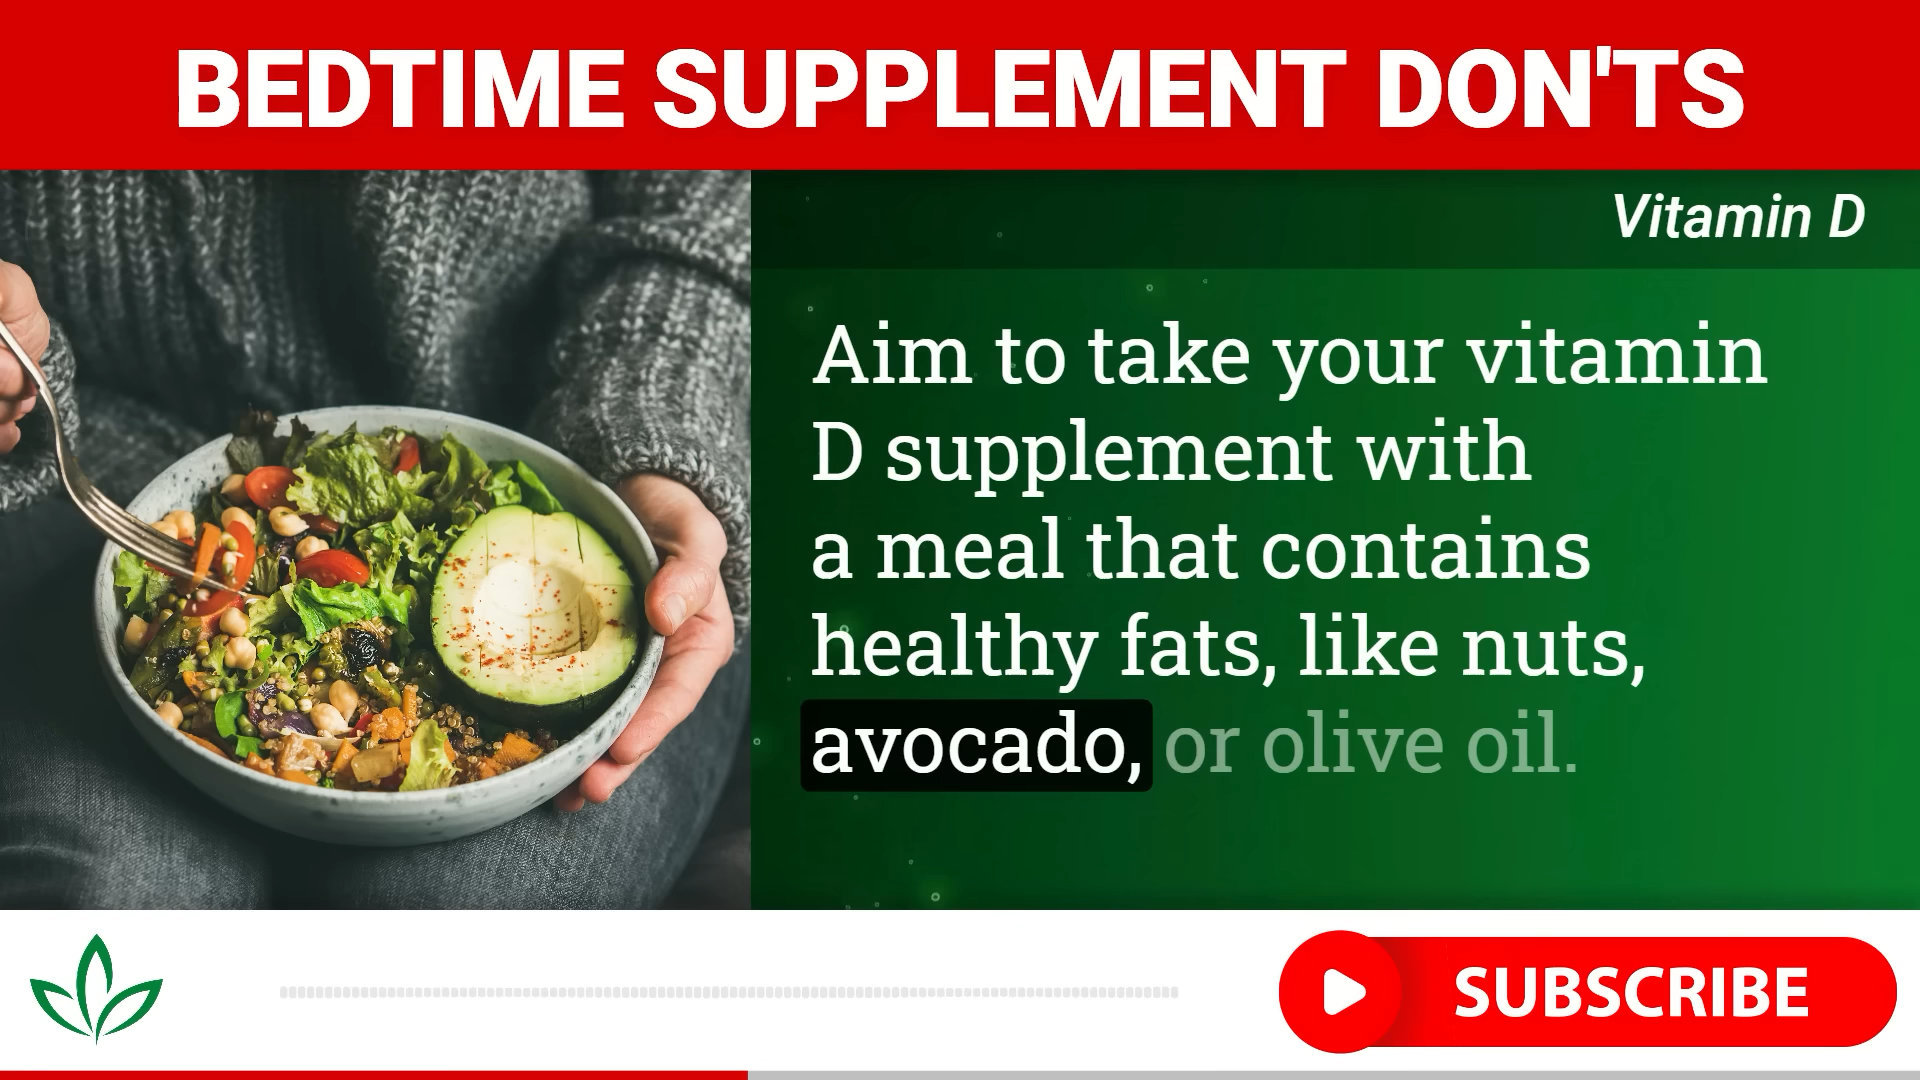 BEDTIME SUPPLEMENT DON'TS
Vitamin D
Aim to take your vitamin
D supplement with
a meal that contains
healthy fats, like nuts,
avocado, or olive oil.
SUBSCRIBE